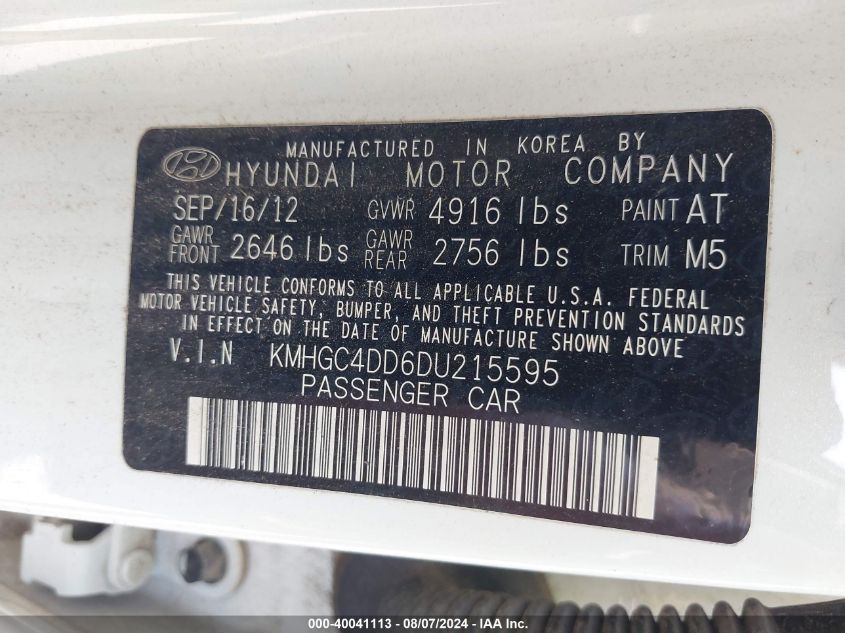 MANUFACTURED IN KOREA BY
HYUNDAI MOTOR COMPANY
SEP/16/12 GVWR 4916 lbs PAINT AT
GAWR FRONT 2646 lbs GAWR REAR 2756 lbs TRIM M5
THIS VEHICLE CONFORMS TO ALL APPLICABLE U.S.A. FEDERAL
MOTOR VEHICLE SAFETY, BUMPER, AND THEFT PREVENTION STANDARDS
IN EFFECT ON THE DATE OF MANUFACTURE SHOWN ABOVE
V.I.N KMHGC4DD6DU215595
PASSENGER CAR
000-40041113 - 08/07/2024 - IAA Inc.